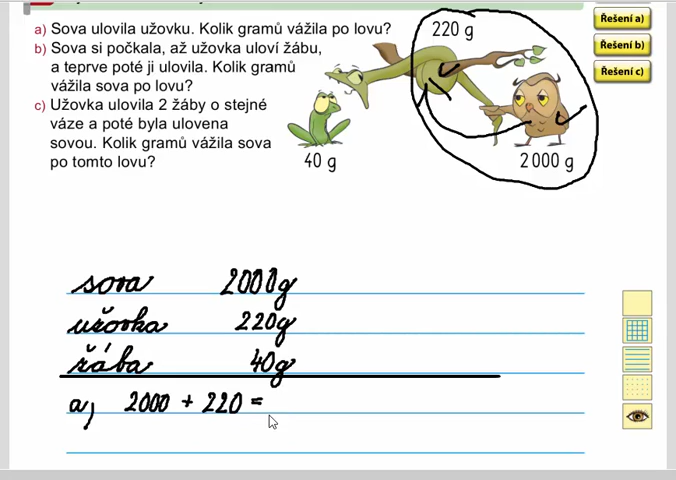 a) Sova ulovila užovku. Kolik gramů vážila po lovu?
b) Sova si počkala, až užovka uloví žábu,
a teprve poté ji ulovila. Kolik gramů
vážila sova po lovu?
c) Užovka ulovila 2 žáby o stejné
váze a poté byla ulovena
sovou. Kolik gramů vážila sova
po tomto lovu?
220 g
40 g
2 000 g
Řešení a)
Řešení b)
Řešení c)
sova 2000g
užovka 220g
žába 40g
a) 2000 + 220 =